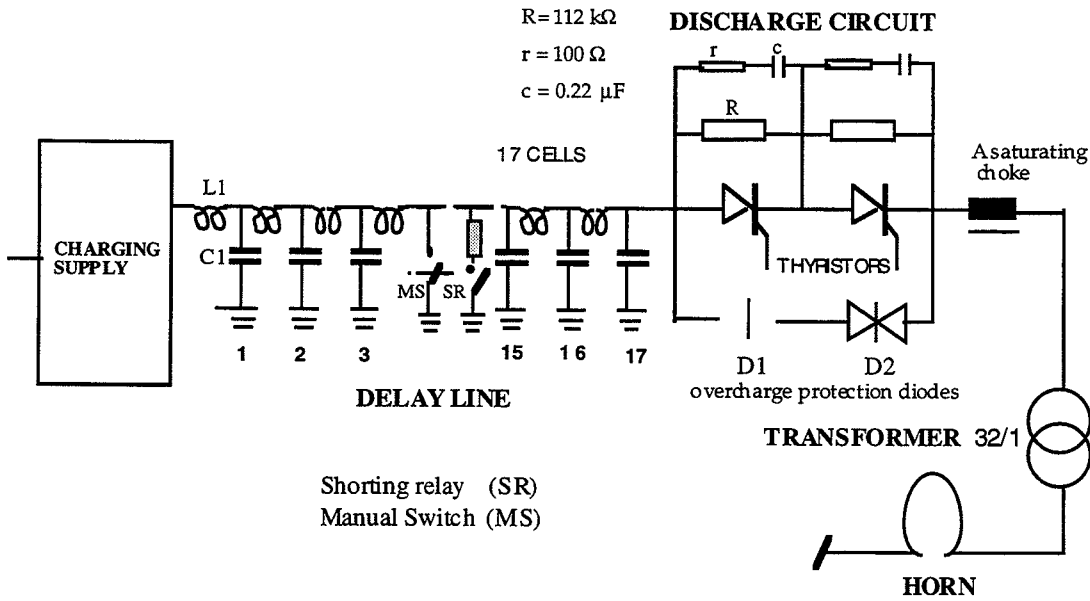 R=112 kΩ
r = 100 Ω
c = 0.22 µF
DISCHARGE CIRCUIT
r
c
R
17 CELLS
A saturating
choke
L1
C1
CHARGING
SUPPLY
MS
SR
THYRISTORS
1
2
3
15
16
17
D1
D2
overcharge protection diodes
DELAY LINE
TRANSFORMER 32/1
Shorting relay (SR)
Manual Switch (MS)
HORN